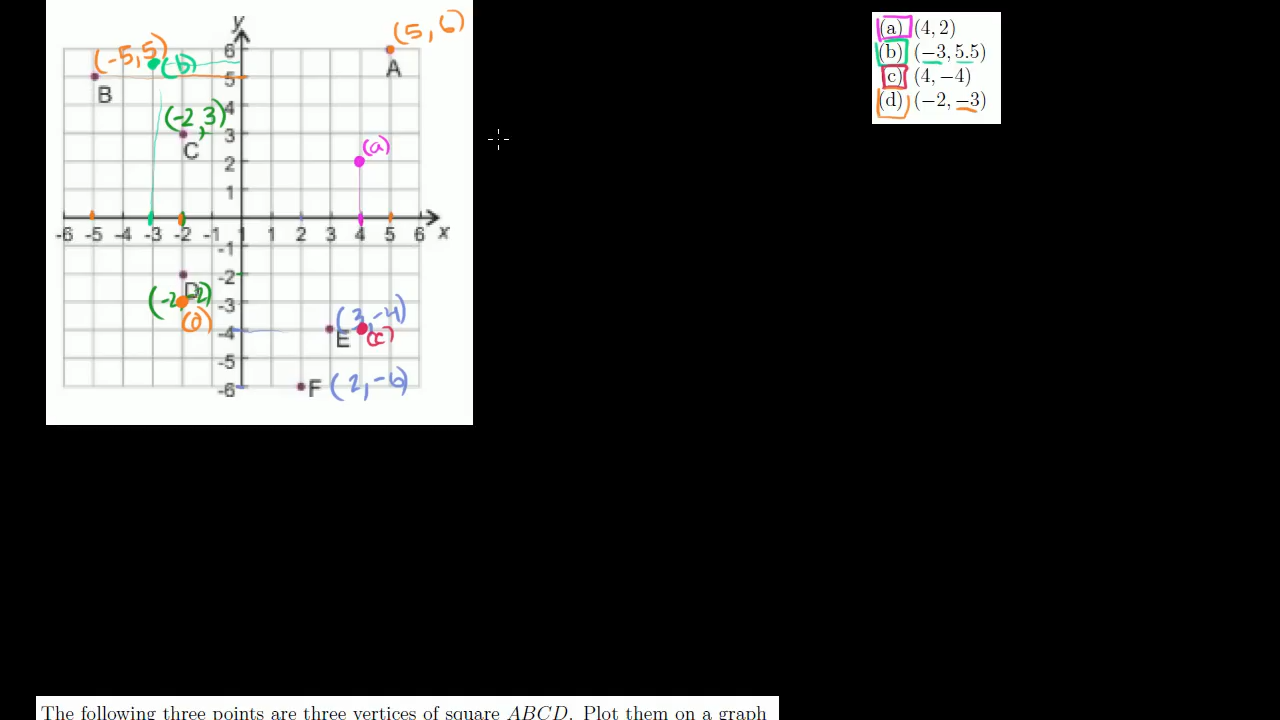 y
(5, 6)
(-5, 5)
(b)
6
A
5
B
4
(-2, 3)
3
C
(a)
2
1
-6 -5 -4 -3 -2 -1 1 2 3 4 5 6 x
-1
-2
D
(-2, -2)
-3
(d)
(3, -4)
-4
E
(c)
-5
-6
F (2, -6)
(a) (4, 2)
(b) (−3, 5.5)
c) (4, −4)
(d) (−2, −3)
The following three points are three vertices of square ABCD. Plot them on a graph